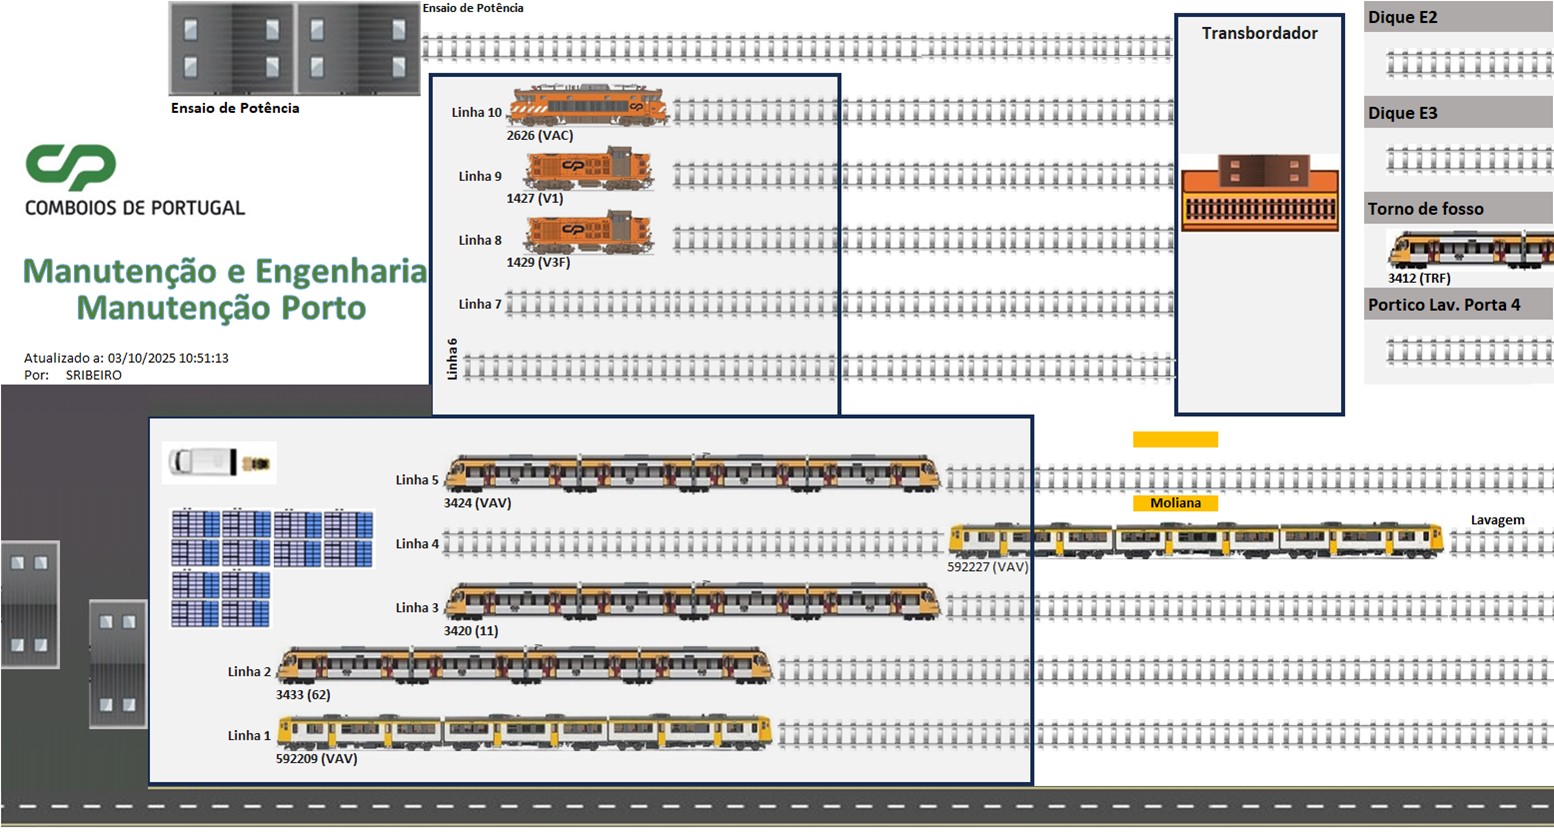 Ensaio de Potência
Ensaio de Potência
CP
COMBOIOS DE PORTUGAL
Manutenção e Engenharia
Manutenção Porto
Atualizado a: 03/10/2025 10:51:13
Por: SRIBEIRO
Linha 10
2626 (VAC)
Linha 9
1427 (V1)
Linha 8
1429 (V3F)
Linha 7
Linha6
Transbordador
Dique E2
Dique E3
Torno de fosso
3412 (TRF)
Portico Lav. Porta 4
Linha 5
3424 (VAV)
Moliana
Lavagem
Linha 4
592227 (VAV)
Linha 3
3420 (11)
Linha 2
3433 (62)
Linha 1
592209 (VAV)